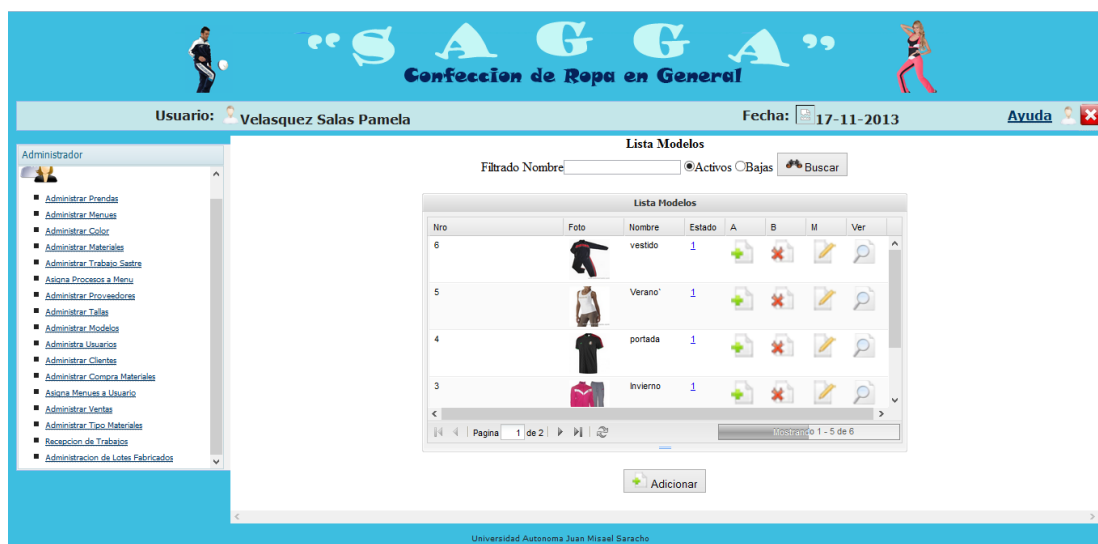 “S A G G A”
Confeccion de Ropa en General
Usuario: Velasquez Salas Pamela Fecha: 17-11-2013 Ayuda
Administrador
Administrar Prendas
Administrar Menues
Administrar Color
Administrar Materiales
Administrar Trabajo Sastre
Asigna Procesos a Menu
Administrar Proveedores
Administrar Tallas
Administrar Modelos
Administra Usuarios
Administrar Clientes
Administrar Compra Materiales
Asigna Menues a Usuario
Administrar Ventas
Administrar Tipo Materiales
Recepcion de Trabajos
Administracion de Lotes Fabricados
Lista Modelos
Filtrado Nombre Activos Bajas Buscar
Lista Modelos
Nro Foto Nombre Estado A B M Ver
6 vestido 1
5 Verano` 1
4 portada 1
3 Invierno 1
Pagina 1 de 2 Mostrando 1 - 5 de 6
Adicionar
Universidad Autonoma Juan Misael Saracho